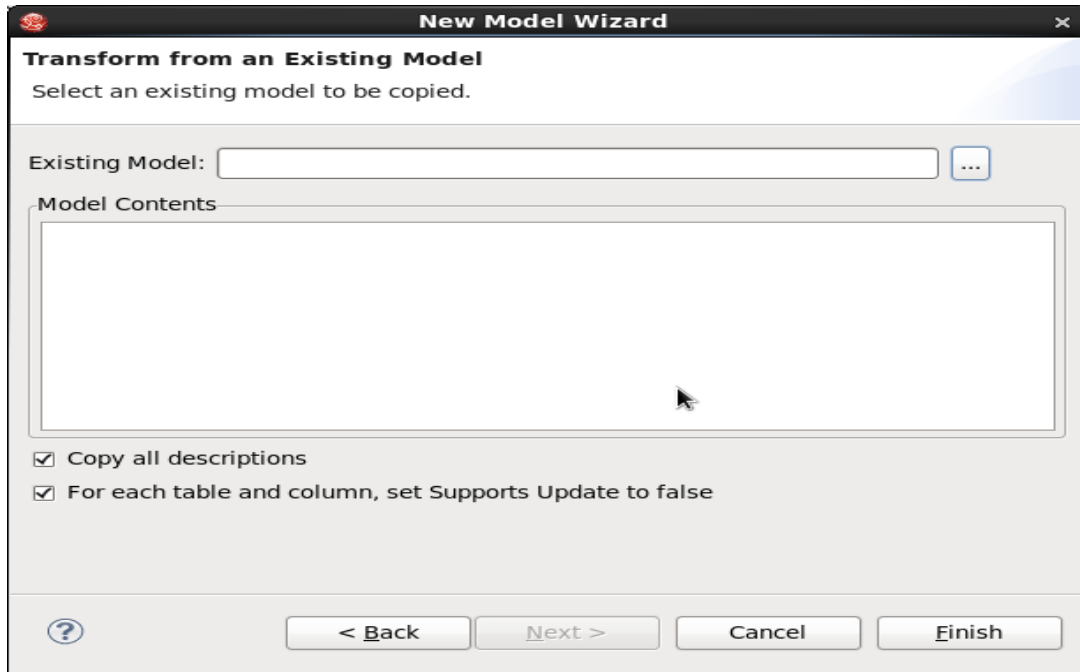 New Model Wizard
Transform from an Existing Model
Select an existing model to be copied.
Existing Model:
...
Model Contents
Copy all descriptions
For each table and column, set Supports Update to false
?
< Back
Next >
Cancel
Finish